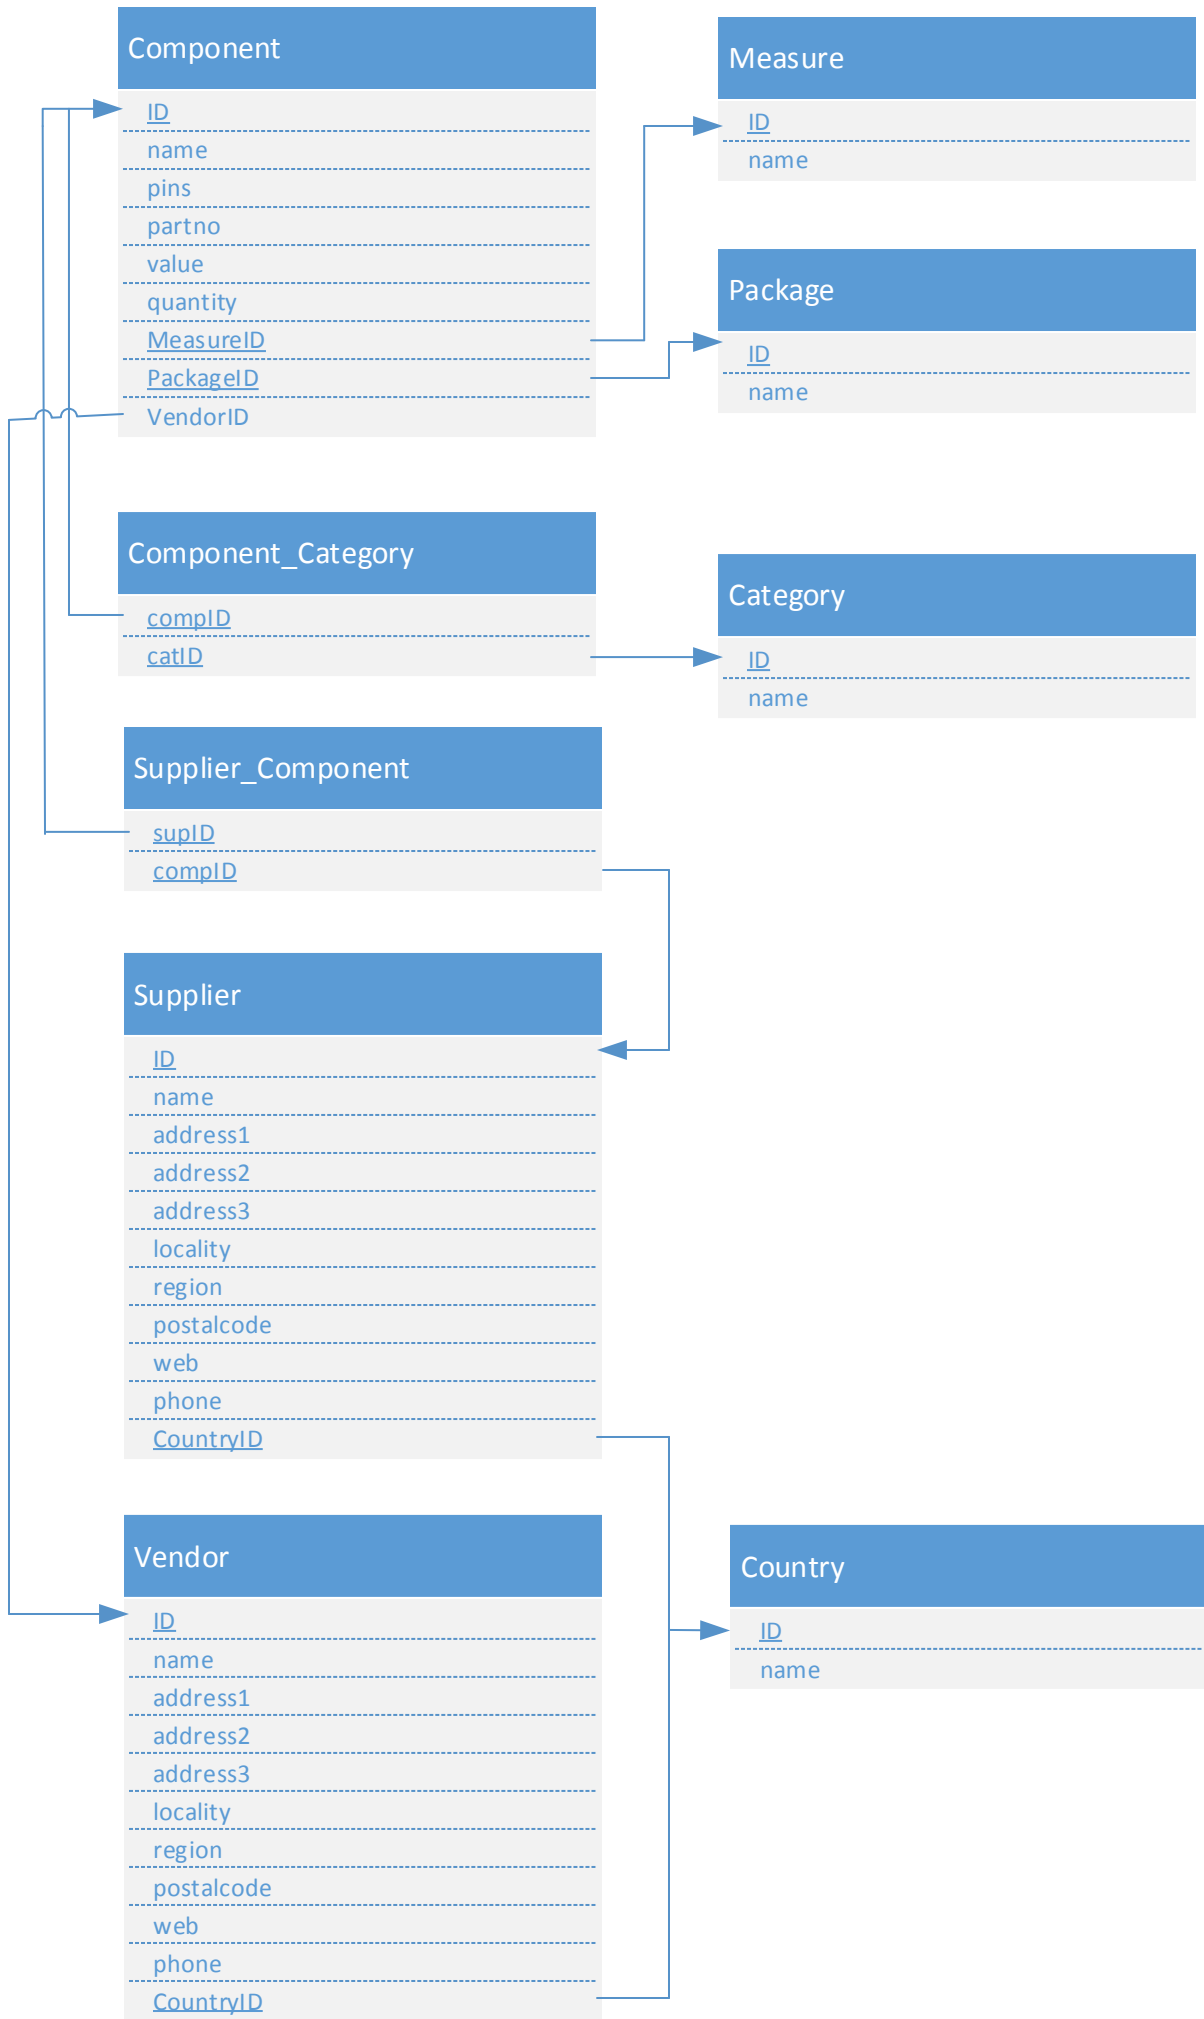 Component
ID
name
pins
partno
value
quantity
MeasureID
PackageID
VendorID
Measure
ID
name
Package
ID
name
Component_Category
compID
catID
Category
ID
name
Supplier_Component
supID
compID
Supplier
ID
name
address1
address2
address3
locality
region
postalcode
web
phone
CountryID
Vendor
ID
name
address1
address2
address3
locality
region
postalcode
web
phone
CountryID
Country
ID
name